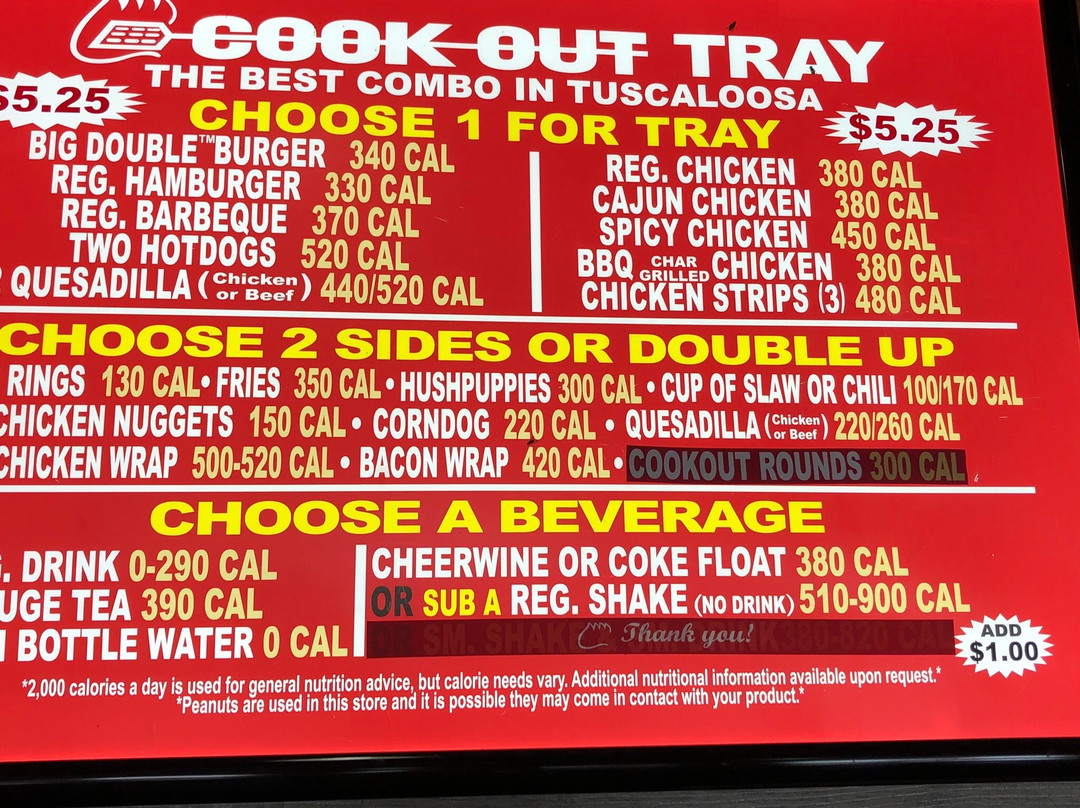 COOK OUT TRAY
THE BEST COMBO IN TUSCALOOSA
$5.25
CHOOSE 1 FOR TRAY
$5.25
BIG DOUBLE™ BURGER 340 CAL
REG. HAMBURGER 330 CAL
REG. BARBEQUE 370 CAL
TWO HOTDOGS 520 CAL
QUESADILLA (Chicken or Beef) 440/520 CAL
REG. CHICKEN 380 CAL
CAJUN CHICKEN 380 CAL
SPICY CHICKEN 450 CAL
BBQ CHAR GRILLED CHICKEN 380 CAL
CHICKEN STRIPS (3) 480 CAL
CHOOSE 2 SIDES OR DOUBLE UP
RINGS 130 CAL • FRIES 350 CAL • HUSHPUPPIES 300 CAL • CUP OF SLAW OR CHILI 100/170 CAL
CHICKEN NUGGETS 150 CAL • CORNDOG 220 CAL • QUESADILLA (Chicken or Beef) 220/260 CAL
CHICKEN WRAP 500-520 CAL • BACON WRAP 420 CAL • COOKOUT ROUNDS 300 CAL
CHOOSE A BEVERAGE
. DRINK 0-290 CAL
UGE TEA 390 CAL
BOTTLE WATER 0 CAL
CHEERWINE OR COKE FLOAT 380 CAL
OR SUB A REG. SHAKE (NO DRINK) 510-900 CAL
OR SM. SHAKE Thank you! 380-820 CAL
ADD $1.00
*2,000 calories a day is used for general nutrition advice, but calorie needs vary. Additional nutritional information available upon request.*
*Peanuts are used in this store and it is possible they may come in contact with your product.*